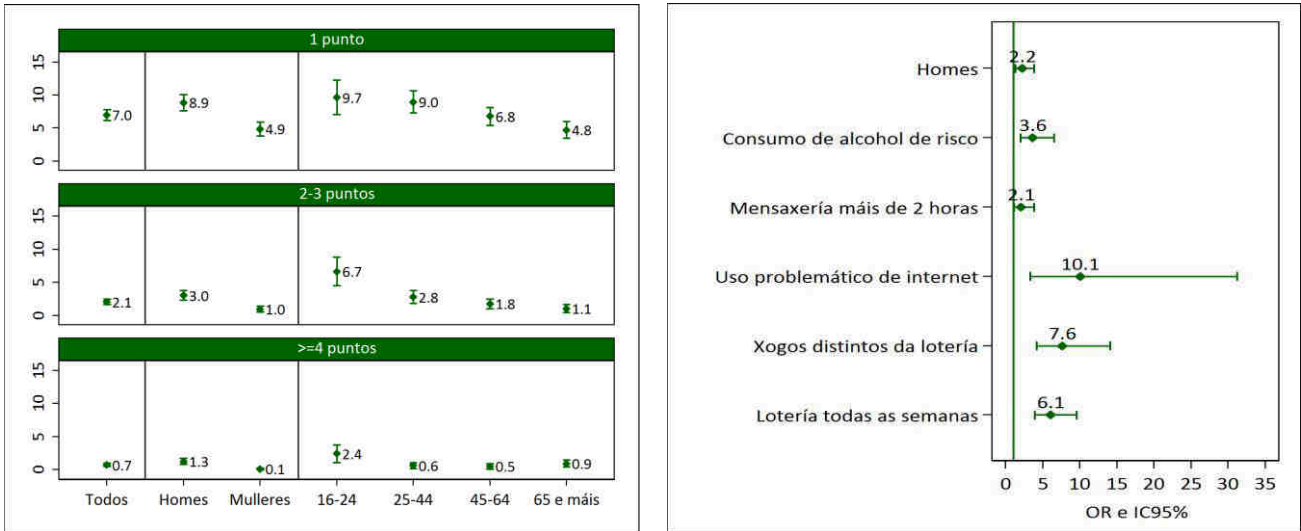 1 punto
15
10
5
0
7.0
8.9
4.9
9.7
9.0
6.8
4.8
2-3 puntos
15
10
5
0
2.1
3.0
1.0
6.7
2.8
1.8
1.1
>=4 puntos
15
10
5
0
0.7
1.3
0.1
2.4
0.6
0.5
0.9
Todos Homes Mulleres 16-24 25-44 45-64 65 e máis
Homes 2.2
Consumo de alcohol de risco 3.6
Mensaxería máis de 2 horas 2.1
Uso problemático de internet 10.1
Xogos distintos da lotería 7.6
Lotería todas as semanas 6.1
0 5 10 15 20 25 30 35
OR e IC95%